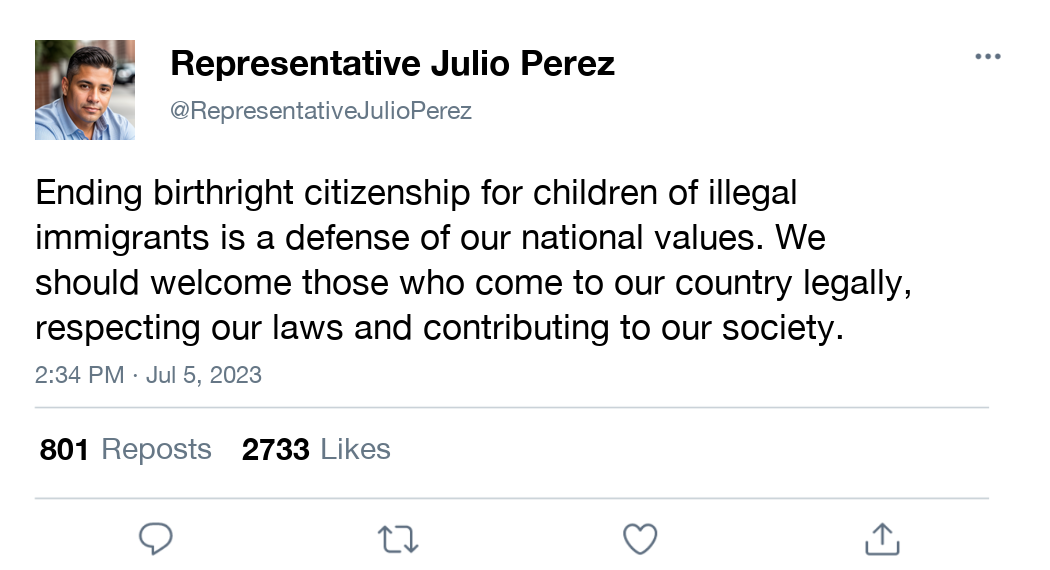 Representative Julio Perez
@RepresentativeJulioPerez
Ending birthright citizenship for children of illegal
immigrants is a defense of our national values. We
should welcome those who come to our country legally,
respecting our laws and contributing to our society.
2:34 PM · Jul 5, 2023
801 Reposts 2733 Likes